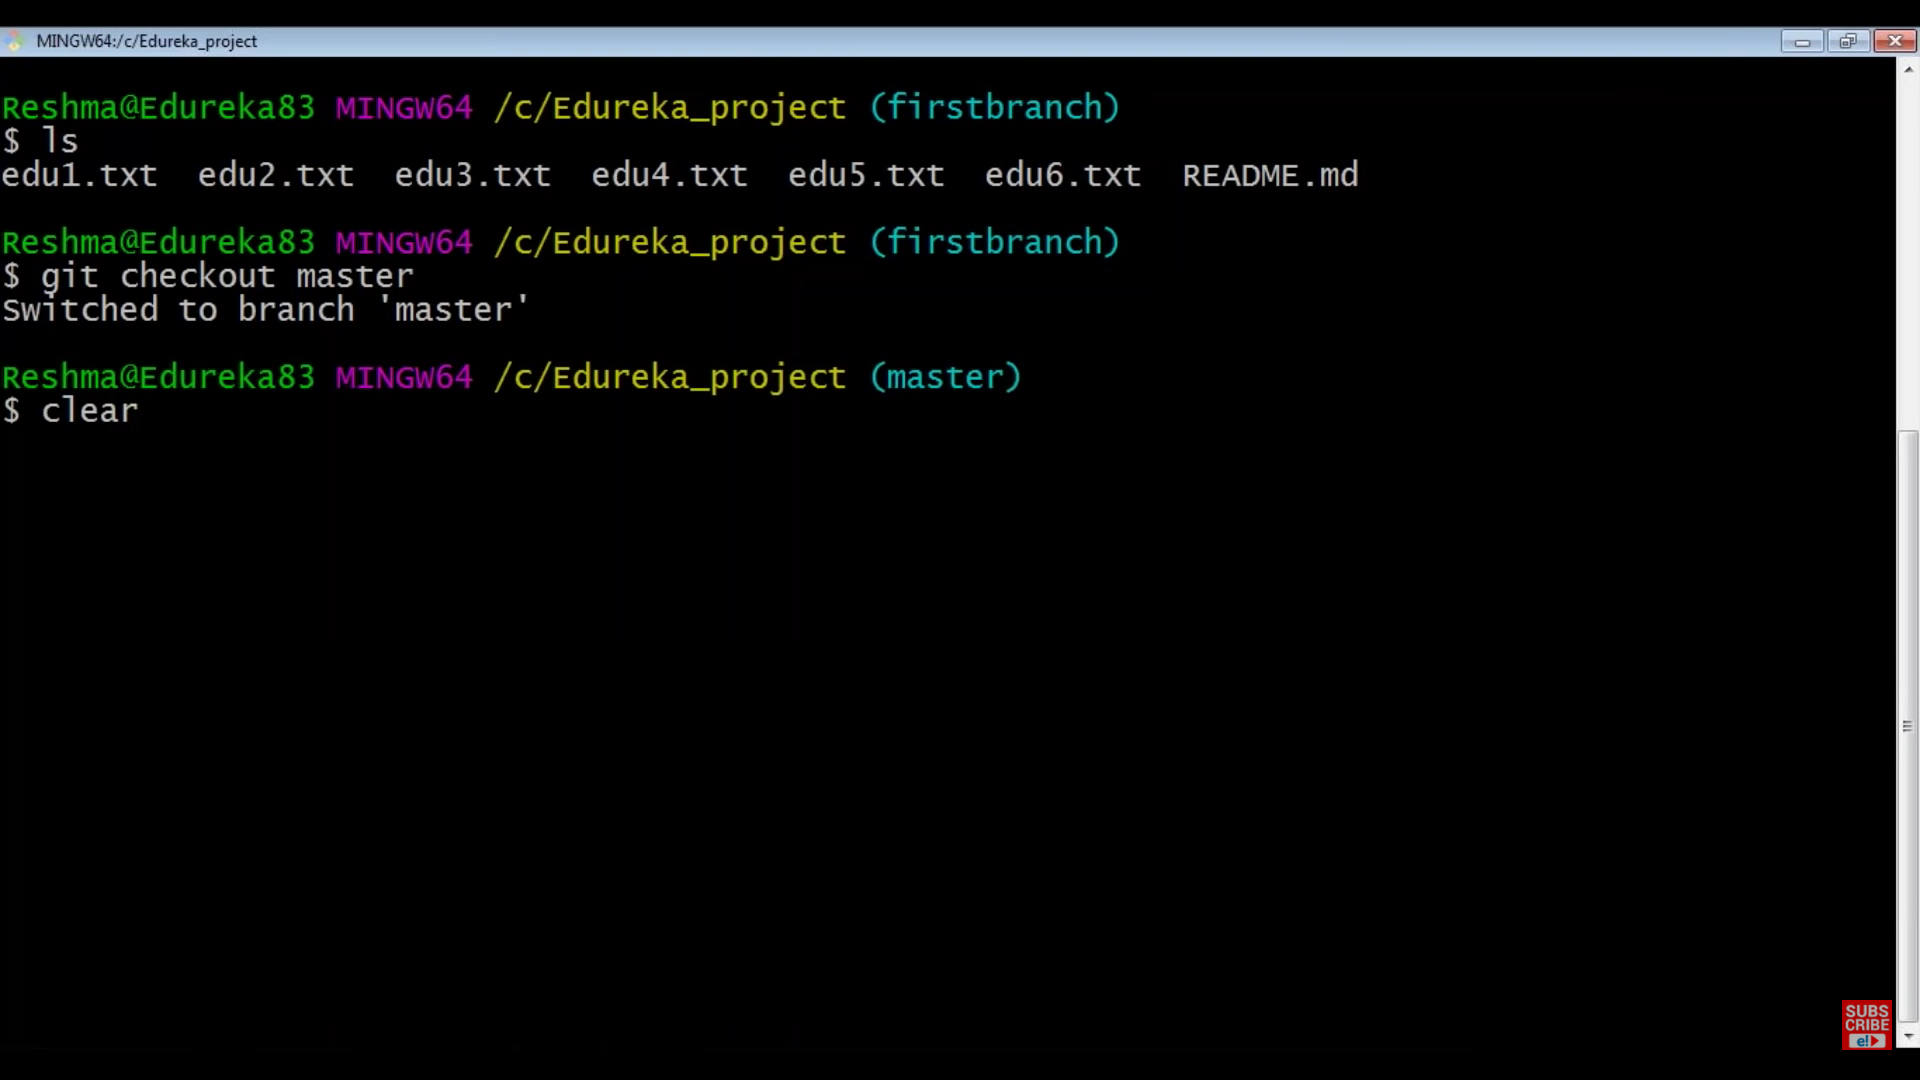 MINGW64:/c/Edureka_project
Reshma@Edureka83 MINGW64 /c/Edureka_project (firstbranch)
$ ls
edu1.txt  edu2.txt  edu3.txt  edu4.txt  edu5.txt  edu6.txt  README.md
Reshma@Edureka83 MINGW64 /c/Edureka_project (firstbranch)
$ git checkout master
Switched to branch 'master'
Reshma@Edureka83 MINGW64 /c/Edureka_project (master)
$ clear
SUBS
CRIBE
e!